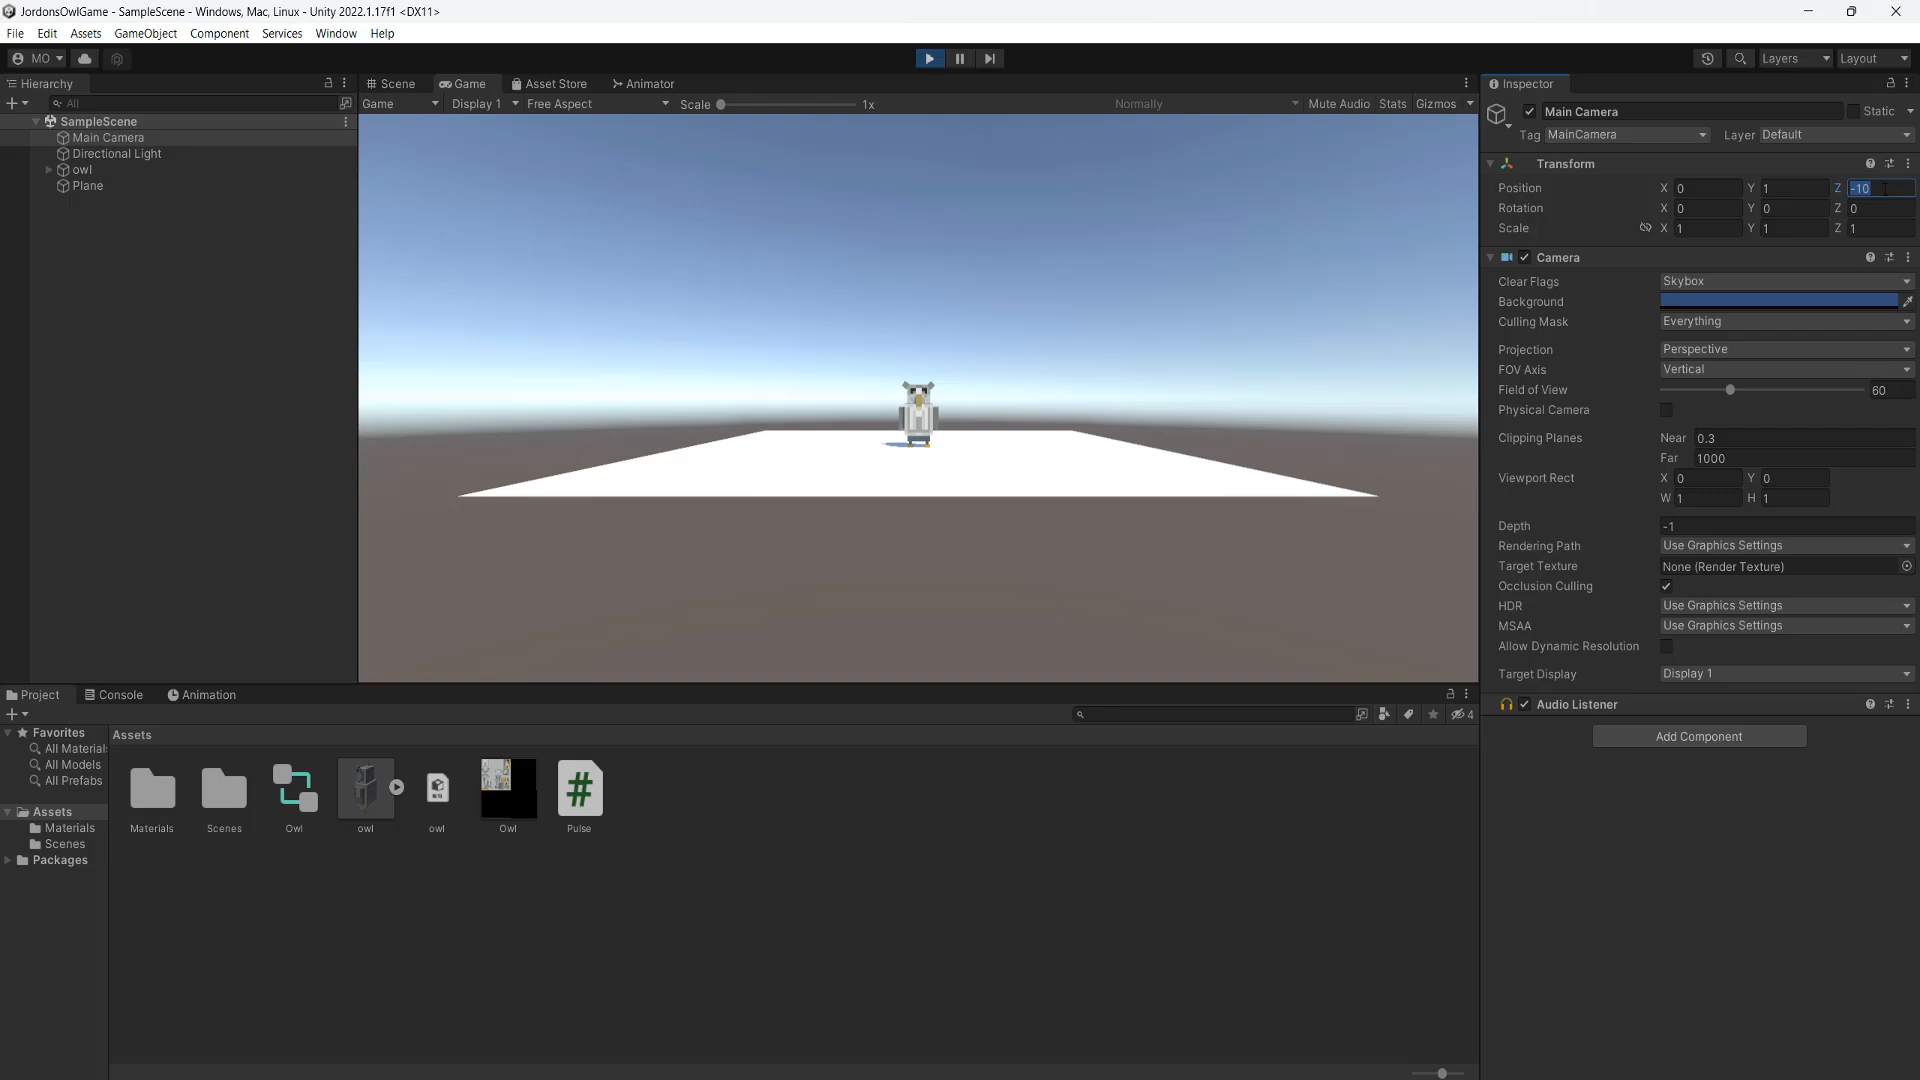 JordonsOwlGame - SampleScene - Windows, Mac, Linux - Unity 2022.1.17f1 <DX11>
File Edit Assets GameObject Component Services Window Help
MO Layers Layout
Hierarchy Scene Game Asset Store Animator Inspector
All Game Display 1 Free Aspect Scale 1x Normally Mute Audio Stats Gizmos
SampleScene
Main Camera
Directional Light
owl
Plane
Main Camera Static
Tag MainCamera Layer Default
Transform
Position X 0 Y 1 Z -10
Rotation X 0 Y 0 Z 0
Scale X 1 Y 1 Z 1
Camera
Clear Flags Skybox
Background
Culling Mask Everything
Projection Perspective
FOV Axis Vertical
Field of View 60
Physical Camera
Clipping Planes Near 0.3
Far 1000
Viewport Rect X 0 Y 0
W 1 H 1
Depth -1
Rendering Path Use Graphics Settings
Target Texture None (Render Texture)
Occlusion Culling
HDR Use Graphics Settings
MSAA Use Graphics Settings
Allow Dynamic Resolution
Target Display Display 1
Audio Listener
Add Component
Project Console Animation
4
Favorites
All Material
All Models
All Prefabs
Assets
Materials
Scenes
Packages
Assets
Materials Scenes Owl owl owl Owl Pulse